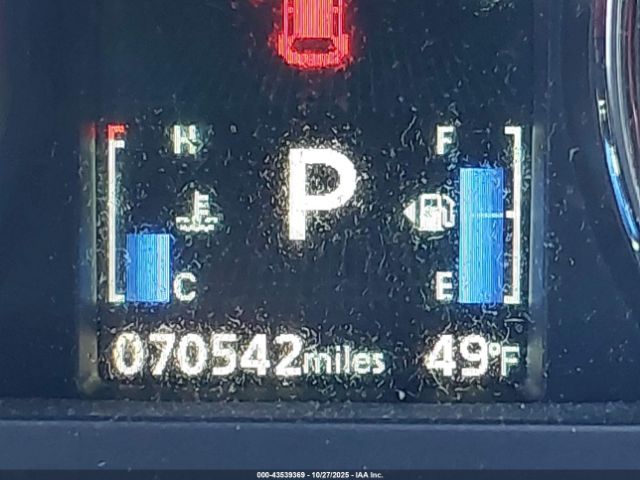 H P F
C E
070542miles 49°F
000-43539369 - 10/27/2025 - IAA Inc.